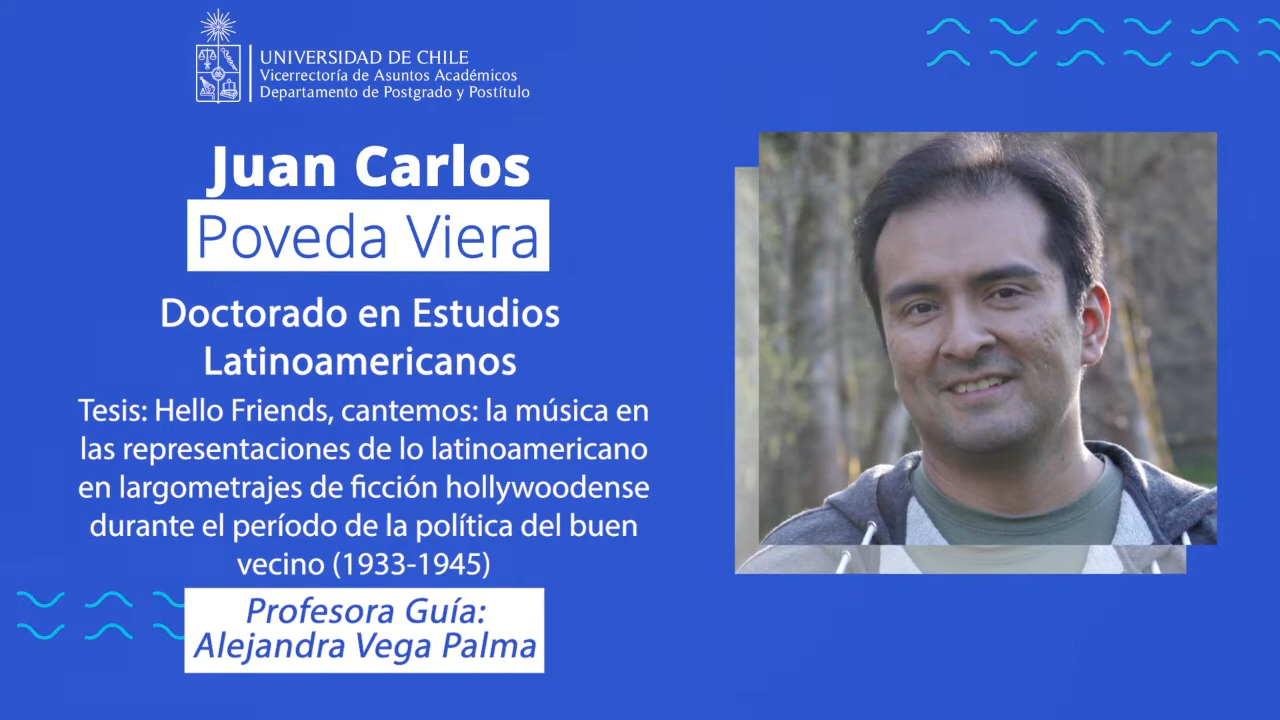 UNIVERSIDAD DE CHILE
Vicerrectoría de Asuntos Académicos
Departamento de Postgrado y Postítulo
Juan Carlos
Poveda Viera
Doctorado en Estudios
Latinoamericanos
Tesis: Hello Friends, cantemos: la música en
las representaciones de lo latinoamericano
en largometrajes de ficción hollywoodense
durante el período de la política del buen
vecino (1933-1945)
Profesora Guía:
Alejandra Vega Palma